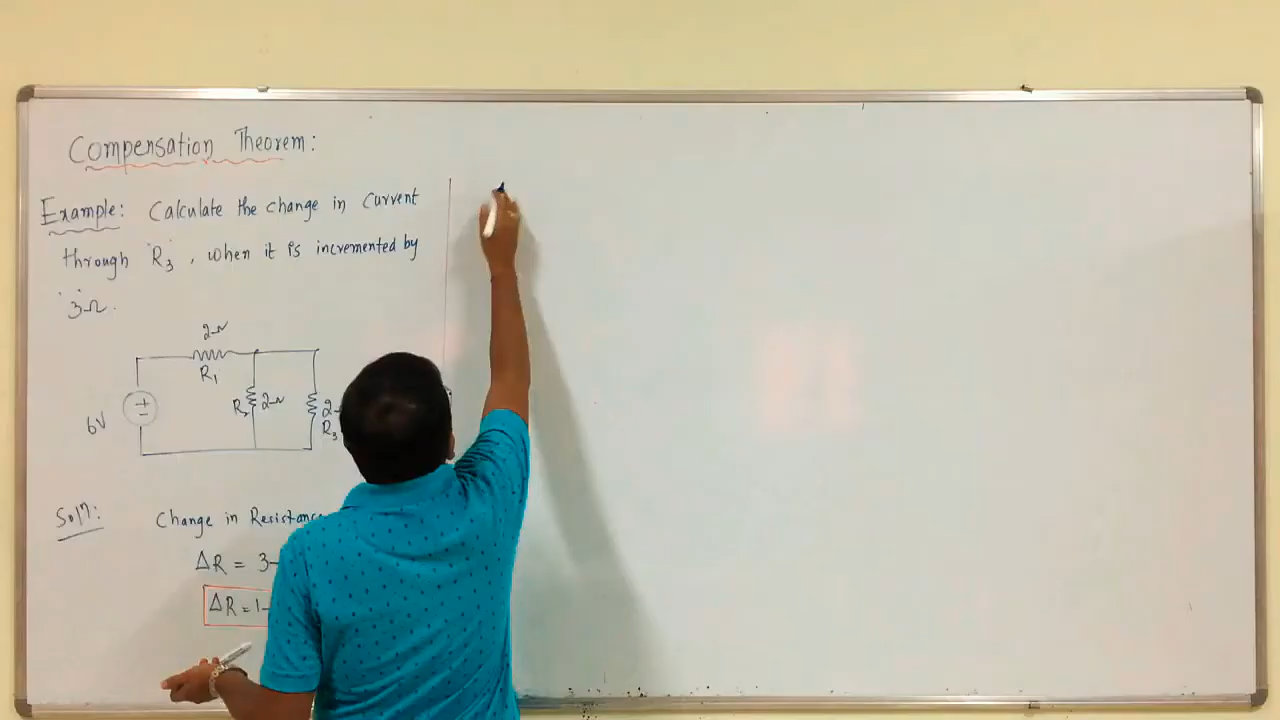 Compensation Theorem:
Example: Calculate the change in current
through 'R₃', when it is incremented by
'3'Ω.
2Ω
R₁
6V
+
−
R₂ 2Ω
2
R₃
Soln:
Change in Resistance
ΔR = 3-
ΔR = 1-